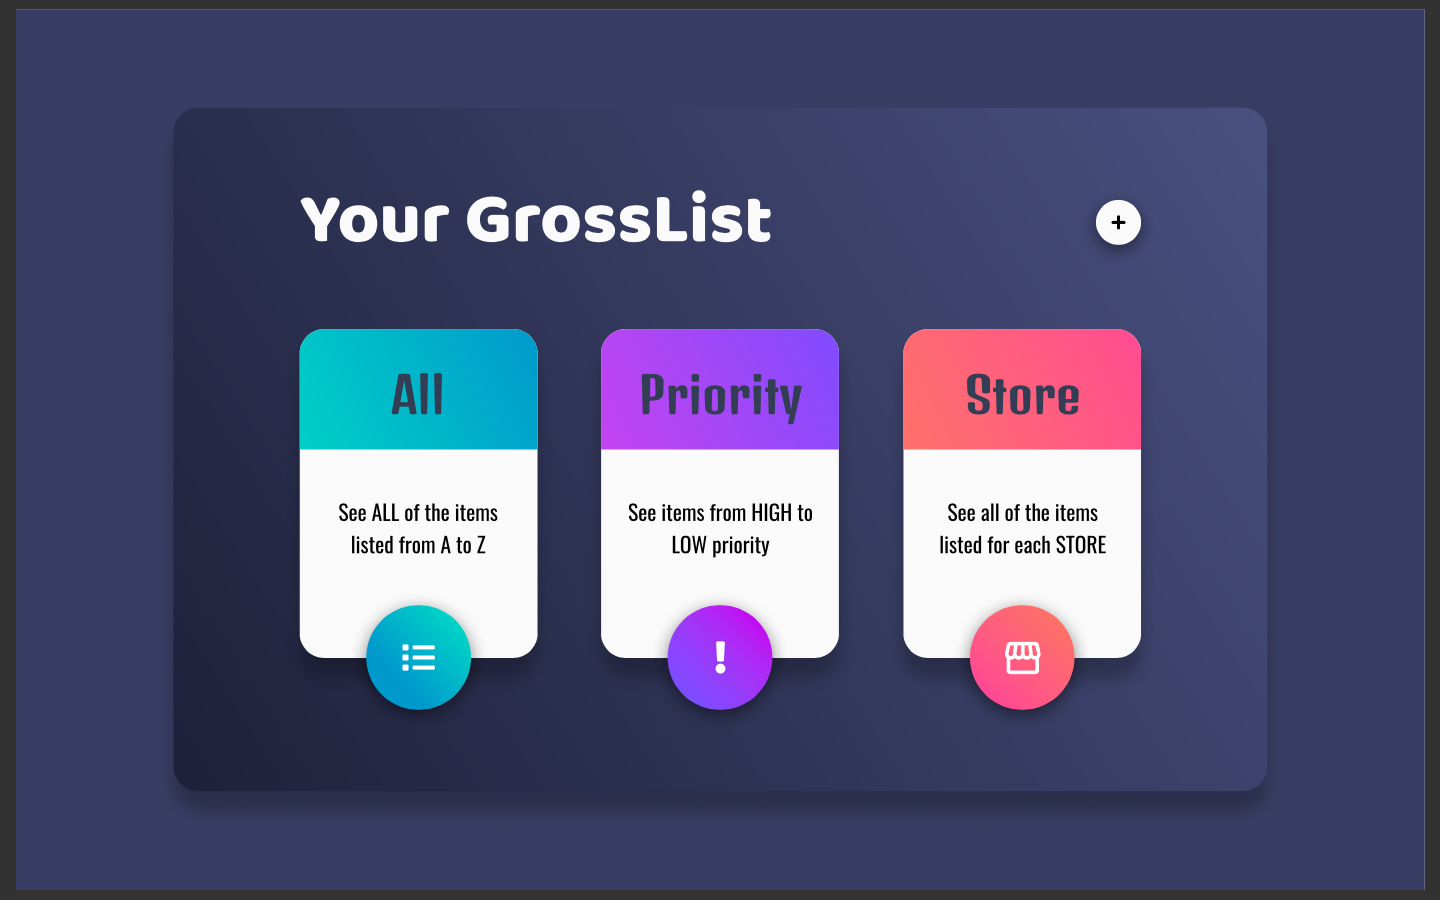 Your GrossList
+
All
See ALL of the items
listed from A to Z
Priority
See items from HIGH to
LOW priority
!
Store
See all of the items
listed for each STORE